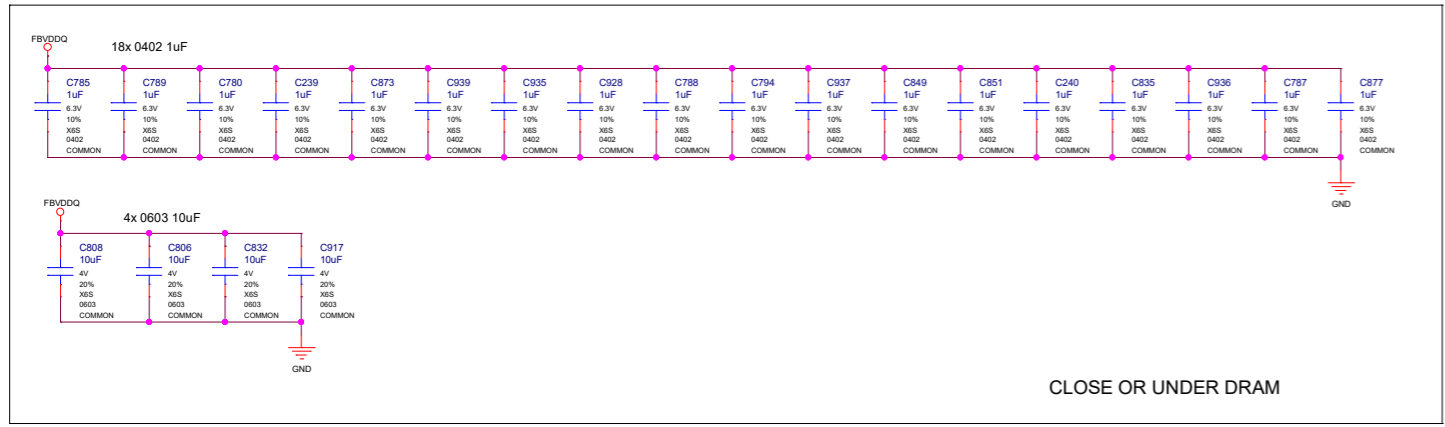 FBVDDQ
18x 0402 1uF
C785 C789 C780 C239 C873 C939 C935 C928 C788 C794 C937 C849 C851 C240 C835 C936 C787 C877
1uF 1uF 1uF 1uF 1uF 1uF 1uF 1uF 1uF 1uF 1uF 1uF 1uF 1uF 1uF 1uF 1uF 1uF
6.3V 6.3V 6.3V 6.3V 6.3V 6.3V 6.3V 6.3V 6.3V 6.3V 6.3V 6.3V 6.3V 6.3V 6.3V 6.3V 6.3V 6.3V
10% 10% 10% 10% 10% 10% 10% 10% 10% 10% 10% 10% 10% 10% 10% 10% 10% 10%
X6S X6S X6S X6S X6S X6S X6S X6S X6S X6S X6S X6S X6S X6S X6S X6S X6S X6S
0402 0402 0402 0402 0402 0402 0402 0402 0402 0402 0402 0402 0402 0402 0402 0402 0402 0402
COMMON COMMON COMMON COMMON COMMON COMMON COMMON COMMON COMMON COMMON COMMON COMMON COMMON COMMON COMMON COMMON COMMON COMMON
GND
FBVDDQ
4x 0603 10uF
C808 C806 C832 C917
10uF 10uF 10uF 10uF
4V 4V 4V 4V
20% 20% 20% 20%
X6S X6S X6S X6S
0603 0603 0603 0603
COMMON COMMON COMMON COMMON
GND
CLOSE OR UNDER DRAM